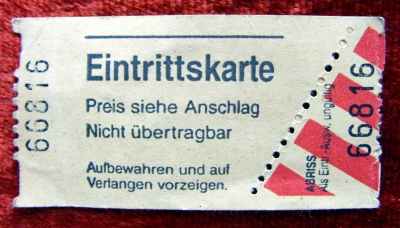 66816
Eintrittskarte
Preis siehe Anschlag
Nicht übertragbar
Aufbewahren und auf
Verlangen vorzeigen.
ABRISS
Als Eintr.-Ausw. ungültig
66816